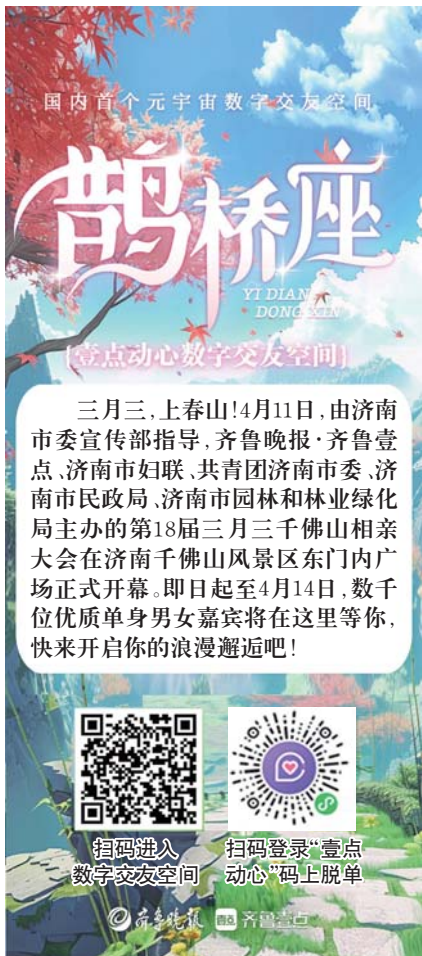 国内首个元宇宙数字交友空间
鹊桥座
YI DIAN
DONG XIN
{壹点动心数字交友空间}
三月三,上春山!4月11日,由济南
市委宣传部指导,齐鲁晚报·齐鲁壹
点、济南市妇联、共青团济南市委、济
南市民政局、济南市园林和林业绿化
局主办的第18届三月三千佛山相亲
大会在济南千佛山风景区东门内广
场正式开幕。即日起至4月14日,数千
位优质单身男女嘉宾将在这里等你,
快来开启你的浪漫邂逅吧!
扫码进入
数字交友空间
扫码登录“壹点
动心”码上脱单
齐鲁晚报 壹点 齐鲁壹点